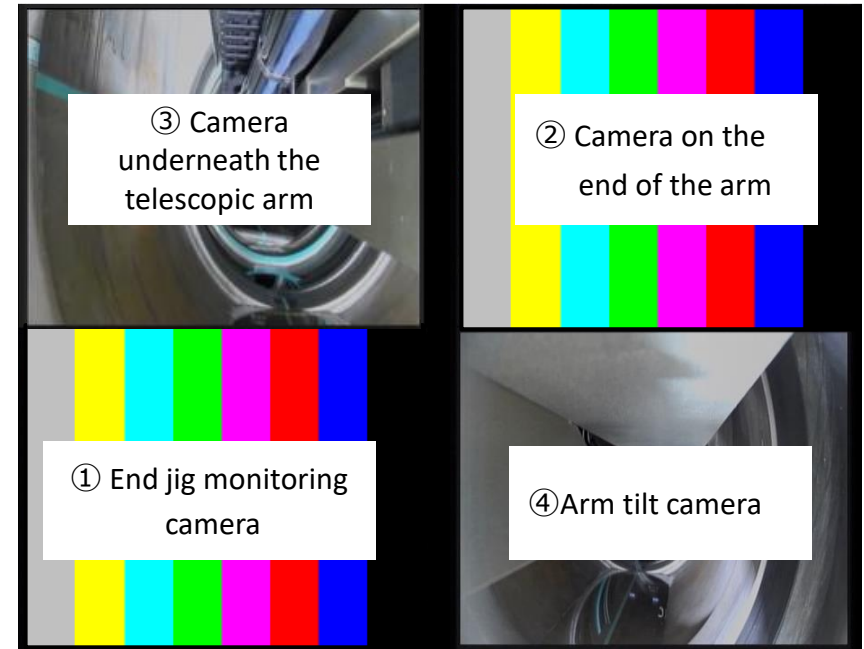 ③ Camera
underneath the
telescopic arm
② Camera on the
end of the arm
① End jig monitoring
camera
④Arm tilt camera